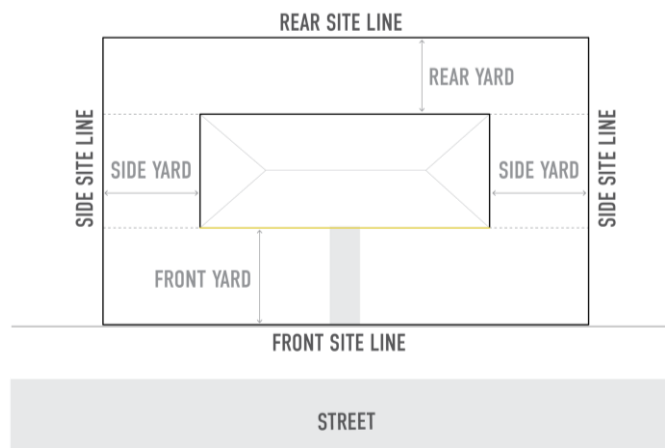 REAR SITE LINE
REAR YARD
SIDE SITE LINE
SIDE YARD
SIDE YARD
SIDE SITE LINE
FRONT YARD
FRONT SITE LINE
STREET